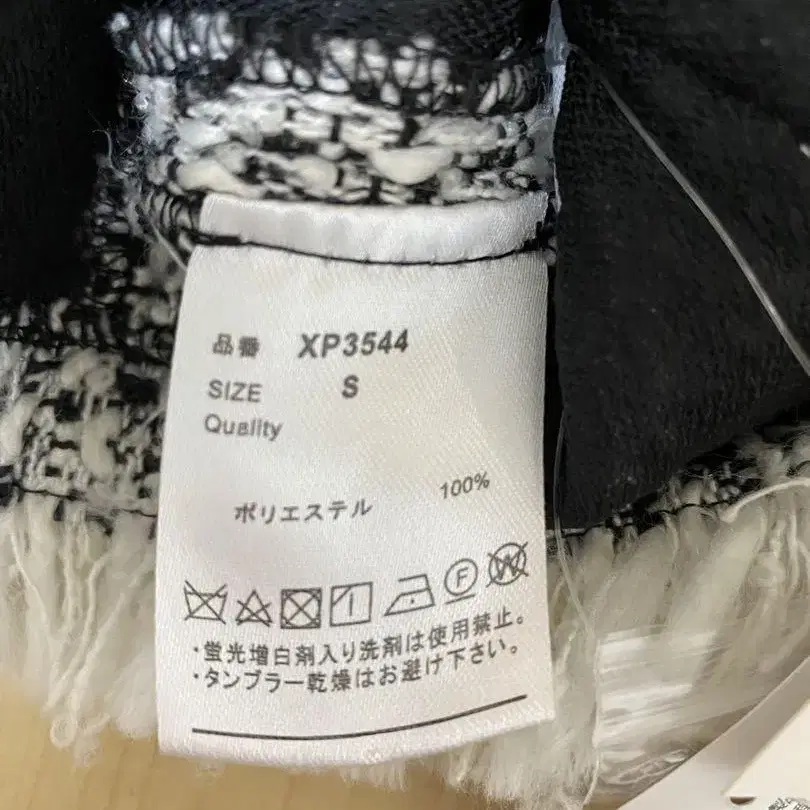 品番 XP3544
SIZE S
Quality
ポリエステル 100%
F W
・蛍光増白剤入り洗剤は使用禁止。
・タンブラー乾燥はお避け下さい。